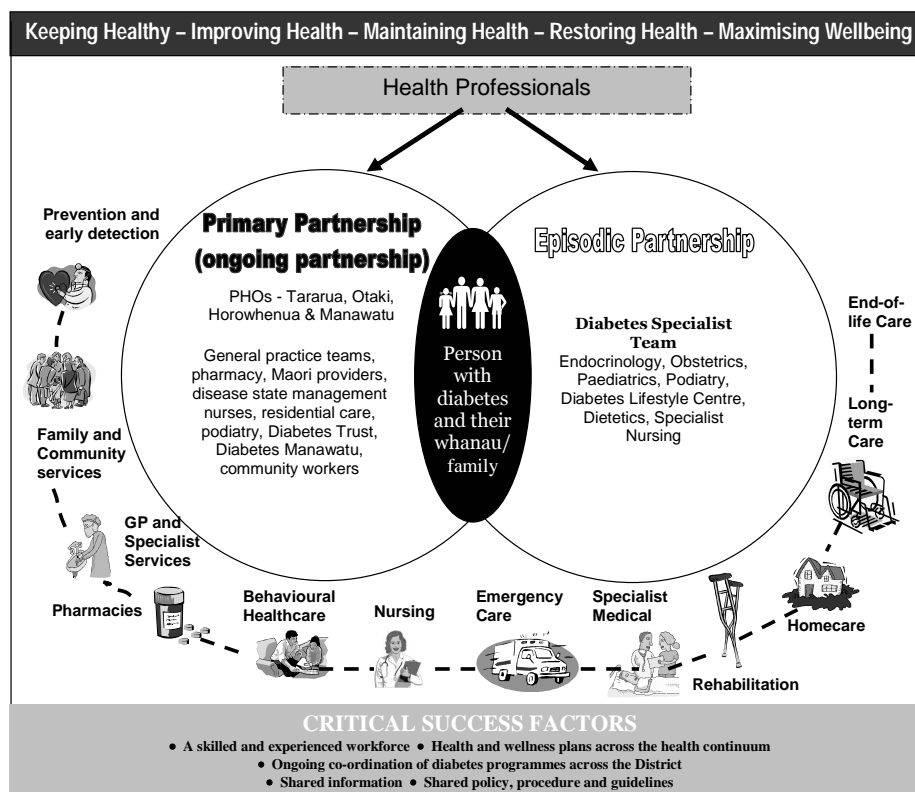 Keeping Healthy – Improving Health – Maintaining Health – Restoring Health – Maximising Wellbeing
Health Professionals
Prevention and
early detection
Primary Partnership
(ongoing partnership)
PHOs - Tararua, Otaki,
Horowhenua & Manawatu
General practice teams,
pharmacy, Maori providers,
disease state management
nurses, residential care,
podiatry, Diabetes Trust,
Diabetes Manawatu,
community workers
Person
with
diabetes
and their
whanau/
family
Episodic Partnership
Diabetes Specialist
Team
Endocrinology, Obstetrics,
Paediatrics, Podiatry,
Diabetes Lifestyle Centre,
Dietetics, Specialist
Nursing
End-of-
life Care
Long-
term
Care
Family and
Community
services
GP and
Specialist
Services
Pharmacies
Behavioural
Healthcare
Nursing
Emergency
Care
Specialist
Medical
Rehabilitation
Homecare
CRITICAL SUCCESS FACTORS
● A skilled and experienced workforce ● Health and wellness plans across the health continuum
● Ongoing co-ordination of diabetes programmes across the District
● Shared information ● Shared policy, procedure and guidelines